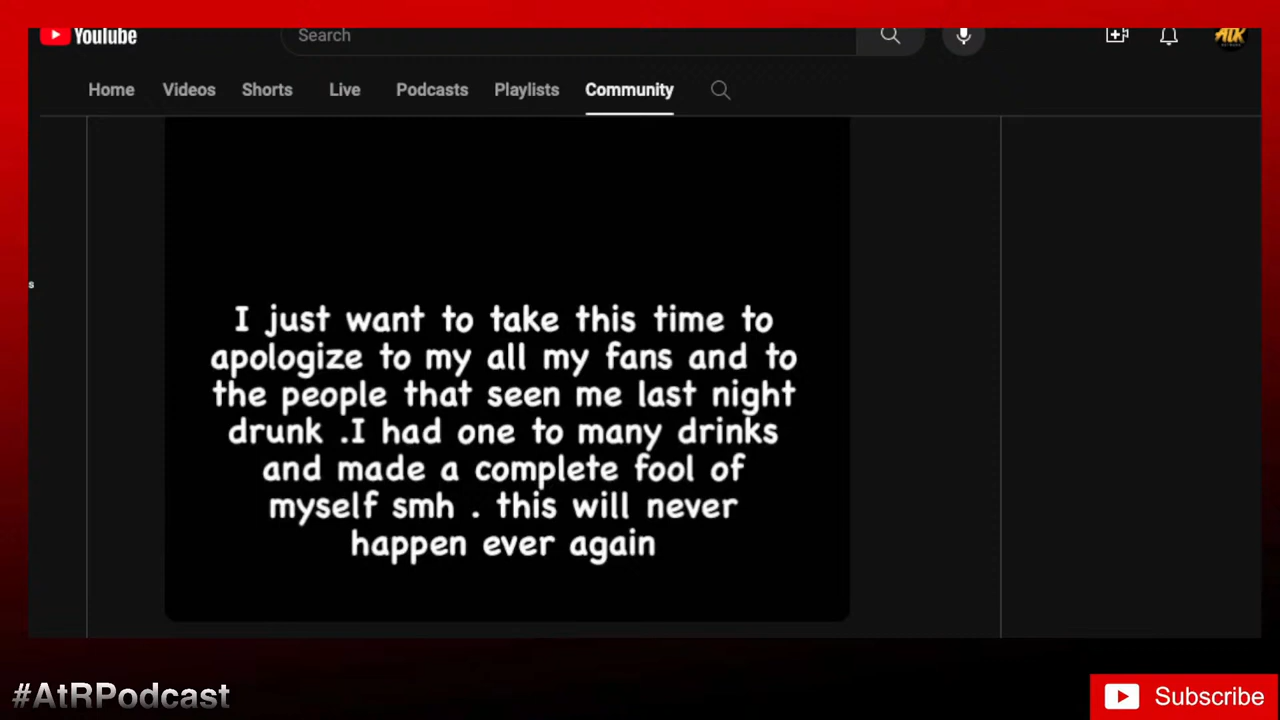 YouTube
Search
ATK
Home Videos Shorts Live Podcasts Playlists Community
s
I just want to take this time to
apologize to my all my fans and to
the people that seen me last night
drunk .I had one to many drinks
and made a complete fool of
myself smh . this will never
happen ever again
#AtRPodcast
Subscribe